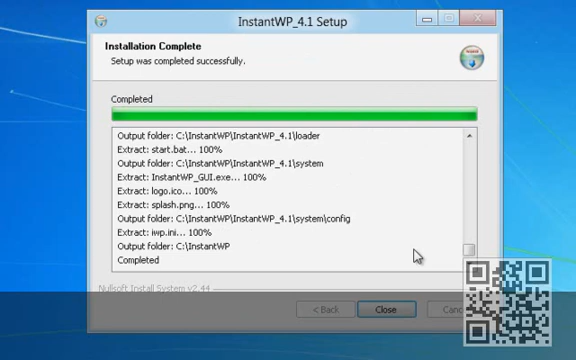 InstantWP_4.1 Setup
Installation Complete
Setup was completed successfully.
Completed
Output folder: C:\InstantWP\InstantWP_4.1\loader
Extract: start.bat... 100%
Output folder: C:\InstantWP\InstantWP_4.1\system
Extract: InstantWP_GUI.exe... 100%
Extract: logo.ico... 100%
Extract: splash.png... 100%
Output folder: C:\InstantWP\InstantWP_4.1\system\config
Extract: iwp.ini... 100%
Output folder: C:\InstantWP
Completed
Nullsoft Install System v2.44
< Back
Close